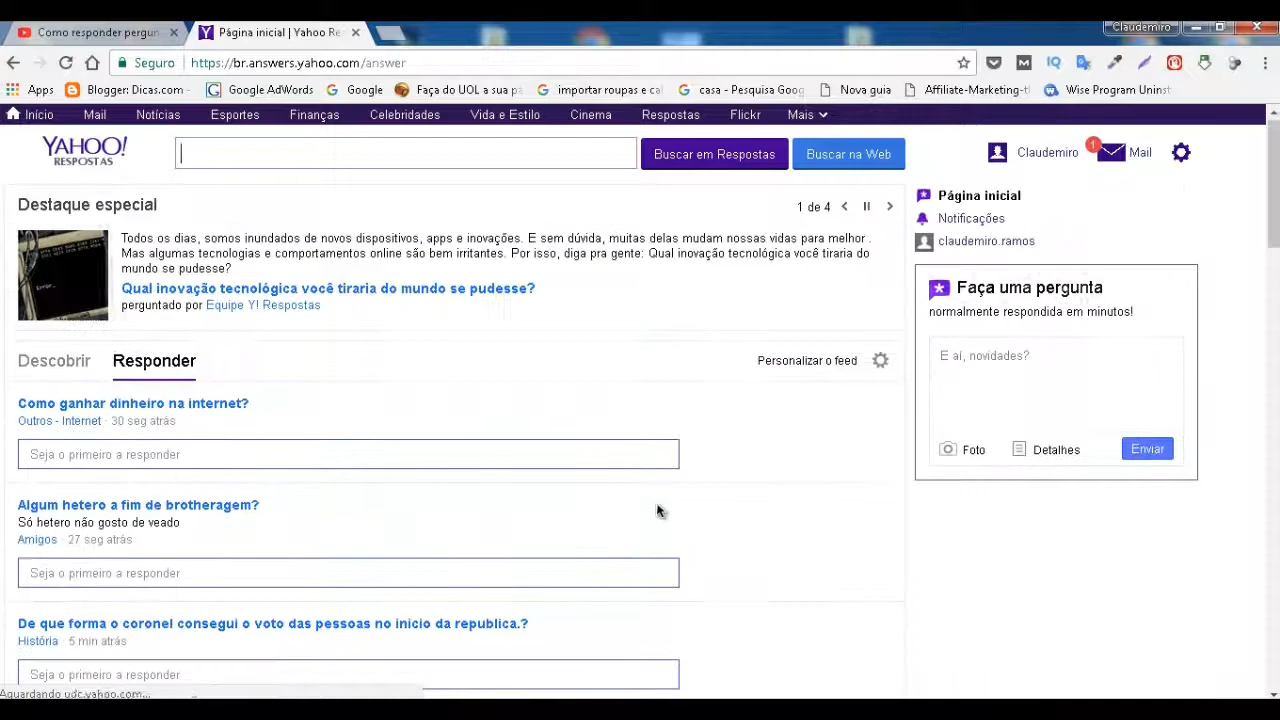 Como responder pergun
Página inicial | Yahoo Re
Claudemiro
Seguro
https://br.answers.yahoo.com/answer
Apps
Blogger: Dicas.com -
Google AdWords
Google
Faça do UOL a sua pá
importar roupas e cal
casa - Pesquisa Goog
Nova guia
Affiliate-Marketing-t
Wise Program Uninst
Início
Mail
Notícias
Esportes
Finanças
Celebridades
Vida e Estilo
Cinema
Respostas
Flickr
Mais
YAHOO!
RESPOSTAS
Buscar em Respostas
Buscar na Web
Claudemiro
1
Mail
Destaque especial
1 de 4
Todos os dias, somos inundados de novos dispositivos, apps e inovações. E sem dúvida, muitas delas mudam nossas vidas para melhor .
Mas algumas tecnologias e comportamentos online são bem irritantes. Por isso, diga pra gente: Qual inovação tecnológica você tiraria do
mundo se pudesse?
Error..
Qual inovação tecnológica você tiraria do mundo se pudesse?
perguntado por Equipe Y! Respostas
Página inicial
Notificações
claudemiro.ramos
Faça uma pergunta
normalmente respondida em minutos!
E aí, novidades?
Foto
Detalhes
Enviar
Descobrir
Responder
Personalizar o feed
Como ganhar dinheiro na internet?
Outros - Internet · 30 seg atrás
Seja o primeiro a responder
Algum hetero a fim de brotheragem?
Só hetero não gosto de veado
Amigos · 27 seg atrás
Seja o primeiro a responder
De que forma o coronel consegui o voto das pessoas no inicio da republica.?
História · 5 min atrás
Seja o primeiro a responder
Aguardando udc.yahoo.com...